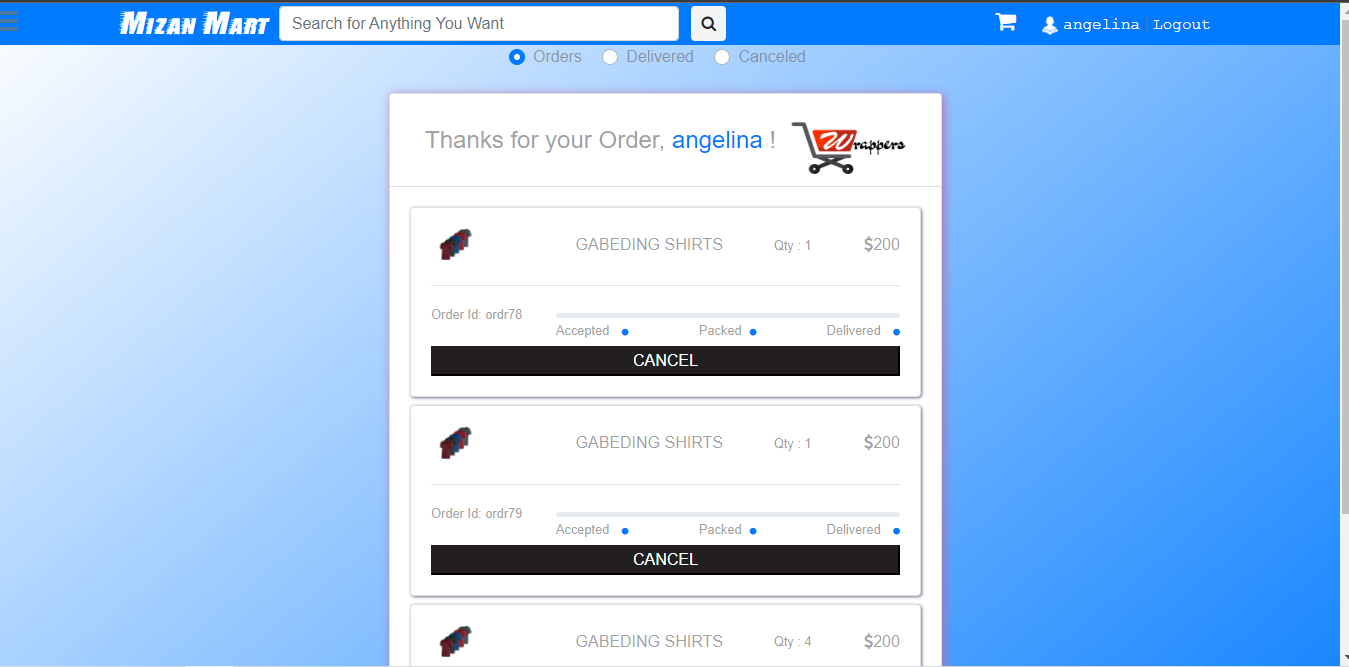 Mizan Mart Search for Anything You Want angelina Logout
Orders Delivered Canceled
Thanks for your Order, angelina ! Wrappers
GABEDING SHIRTS Qty : 1 $200
Order Id: ordr78
Accepted Packed Delivered
CANCEL
GABEDING SHIRTS Qty : 1 $200
Order Id: ordr79
Accepted Packed Delivered
CANCEL
GABEDING SHIRTS Qty : 4 $200